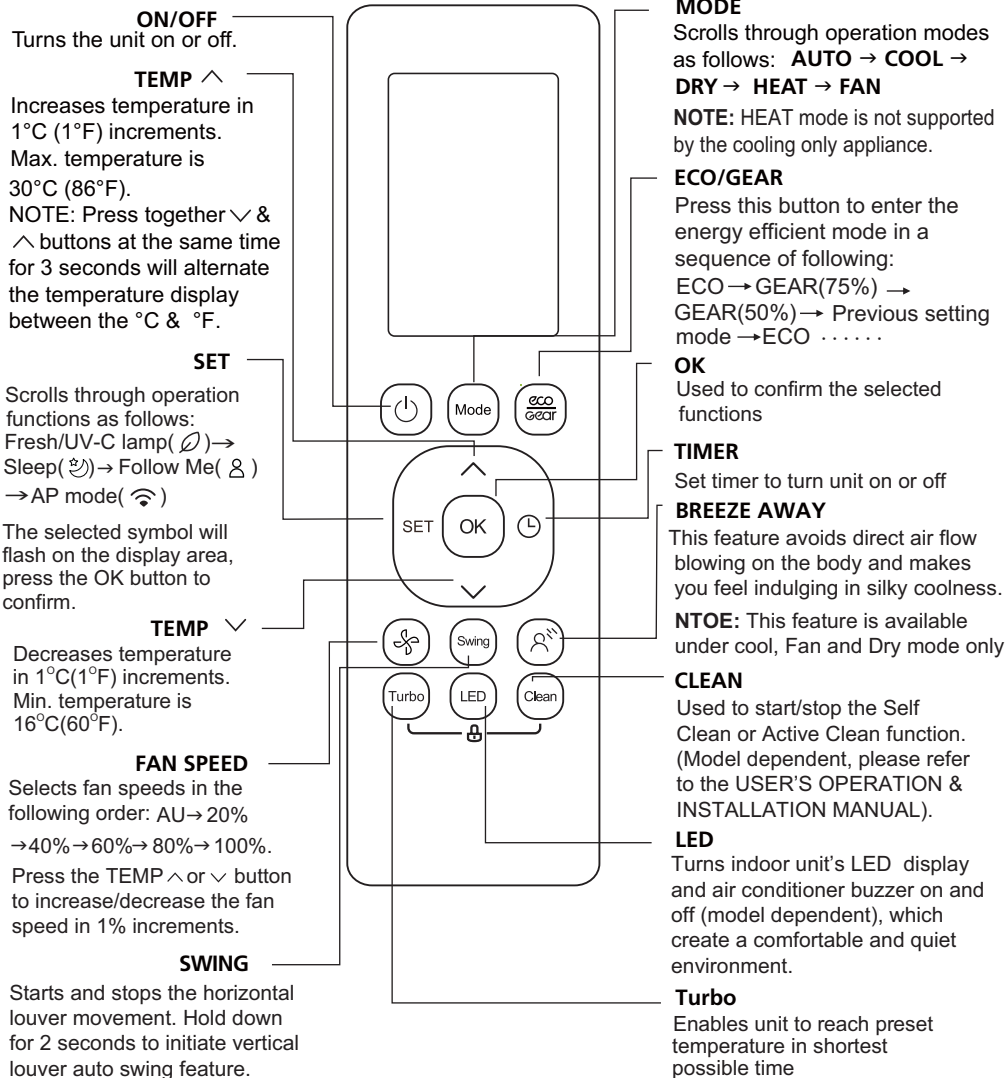 ON/OFF
Turns the unit on or off.
TEMP ︿
Increases temperature in
1°C (1°F) increments.
Max. temperature is
30°C (86°F).
NOTE: Press together ﹀ &
︿ buttons at the same time
for 3 seconds will alternate
the temperature display
between the °C & °F.
SET
Scrolls through operation
functions as follows:
Fresh/UV-C lamp( )→
Sleep( )→ Follow Me( )
→AP mode( )
The selected symbol will
flash on the display area,
press the OK button to
confirm.
TEMP ﹀
Decreases temperature
in 1°C(1°F) increments.
Min. temperature is
16°C(60°F).
FAN SPEED
Selects fan speeds in the
following order: AU→20%
→40%→60%→80%→100%.
Press the TEMP ︿ or ﹀ button
to increase/decrease the fan
speed in 1% increments.
SWING
Starts and stops the horizontal
louver movement. Hold down
for 2 seconds to initiate vertical
louver auto swing feature.
Mode
eco
Gear
SET
OK
Swing
Turbo
LED
Clean
MODE
Scrolls through operation modes
as follows: AUTO → COOL →
DRY → HEAT → FAN
NOTE: HEAT mode is not supported
by the cooling only appliance.
ECO/GEAR
Press this button to enter the
energy efficient mode in a
sequence of following:
ECO→GEAR(75%) →
GEAR(50%)→ Previous setting
mode →ECO ······
OK
Used to confirm the selected
functions
TIMER
Set timer to turn unit on or off
BREEZE AWAY
This feature avoids direct air flow
blowing on the body and makes
you feel indulging in silky coolness.
NTOE: This feature is available
under cool, Fan and Dry mode only
CLEAN
Used to start/stop the Self
Clean or Active Clean function.
(Model dependent, please refer
to the USER'S OPERATION &
INSTALLATION MANUAL).
LED
Turns indoor unit's LED display
and air conditioner buzzer on and
off (model dependent), which
create a comfortable and quiet
environment.
Turbo
Enables unit to reach preset
temperature in shortest
possible time